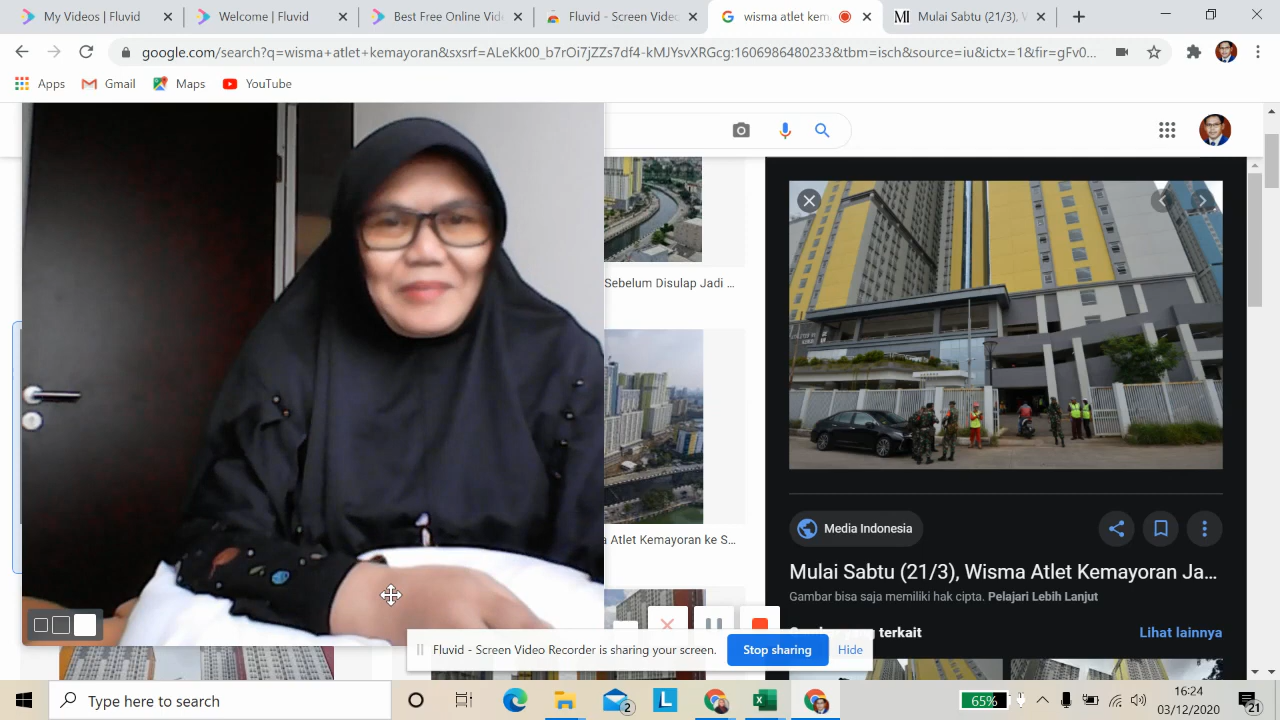 My Videos | Fluvid
Welcome | Fluvid
Best Free Online Vid
Fluvid - Screen Video
wisma atlet kem
Mulai Sabtu (21/3), W
google.com/search?q=wisma+atlet+kemayoran&sxsrf=ALeKk00_b7rOi7jZZs7df4-kMJYsvXRGcg:1606986480233&tbm=isch&source=iu&ictx=1&fir=gFv0...
Apps
Gmail
Maps
YouTube
Sebelum Disulap Jadi ...
a Atlet Kemayoran ke S...
Media Indonesia
Mulai Sabtu (21/3), Wisma Atlet Kemayoran Ja...
Gambar bisa saja memiliki hak cipta. Pelajari Lebih Lanjut
terkait
Lihat lainnya
Fluvid - Screen Video Recorder is sharing your screen.
Stop sharing
Hide
Type here to search
2
65%
16:24
03/12/2020
21